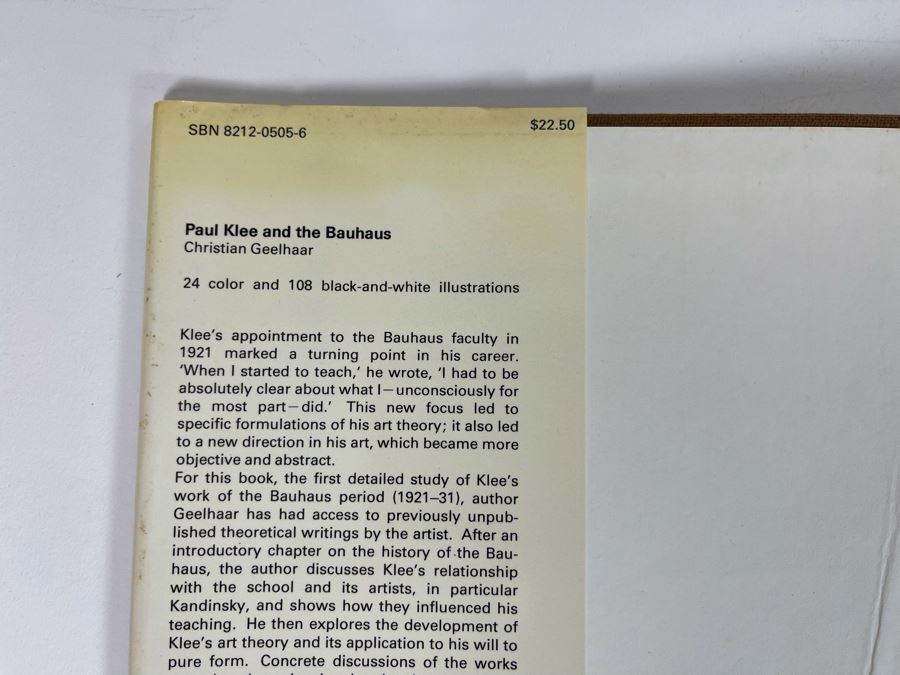 SBN 8212-0505-6
$22.50
Paul Klee and the Bauhaus
Christian Geelhaar
24 color and 108 black-and-white illustrations
Klee's appointment to the Bauhaus faculty in
1921 marked a turning point in his career.
'When I started to teach,' he wrote, 'I had to be
absolutely clear about what I—unconsciously for
the most part—did.' This new focus led to
specific formulations of his art theory; it also led
to a new direction in his art, which became more
objective and abstract.
For this book, the first detailed study of Klee's
work of the Bauhaus period (1921–31), author
Geelhaar has had access to previously unpub-
lished theoretical writings by the artist. After an
introductory chapter on the history of the Bau-
haus, the author discusses Klee's relationship
with the school and its artists, in particular
Kandinsky, and shows how they influenced his
teaching. He then explores the development of
Klee's art theory and its application to his will to
pure form. Concrete discussions of the works